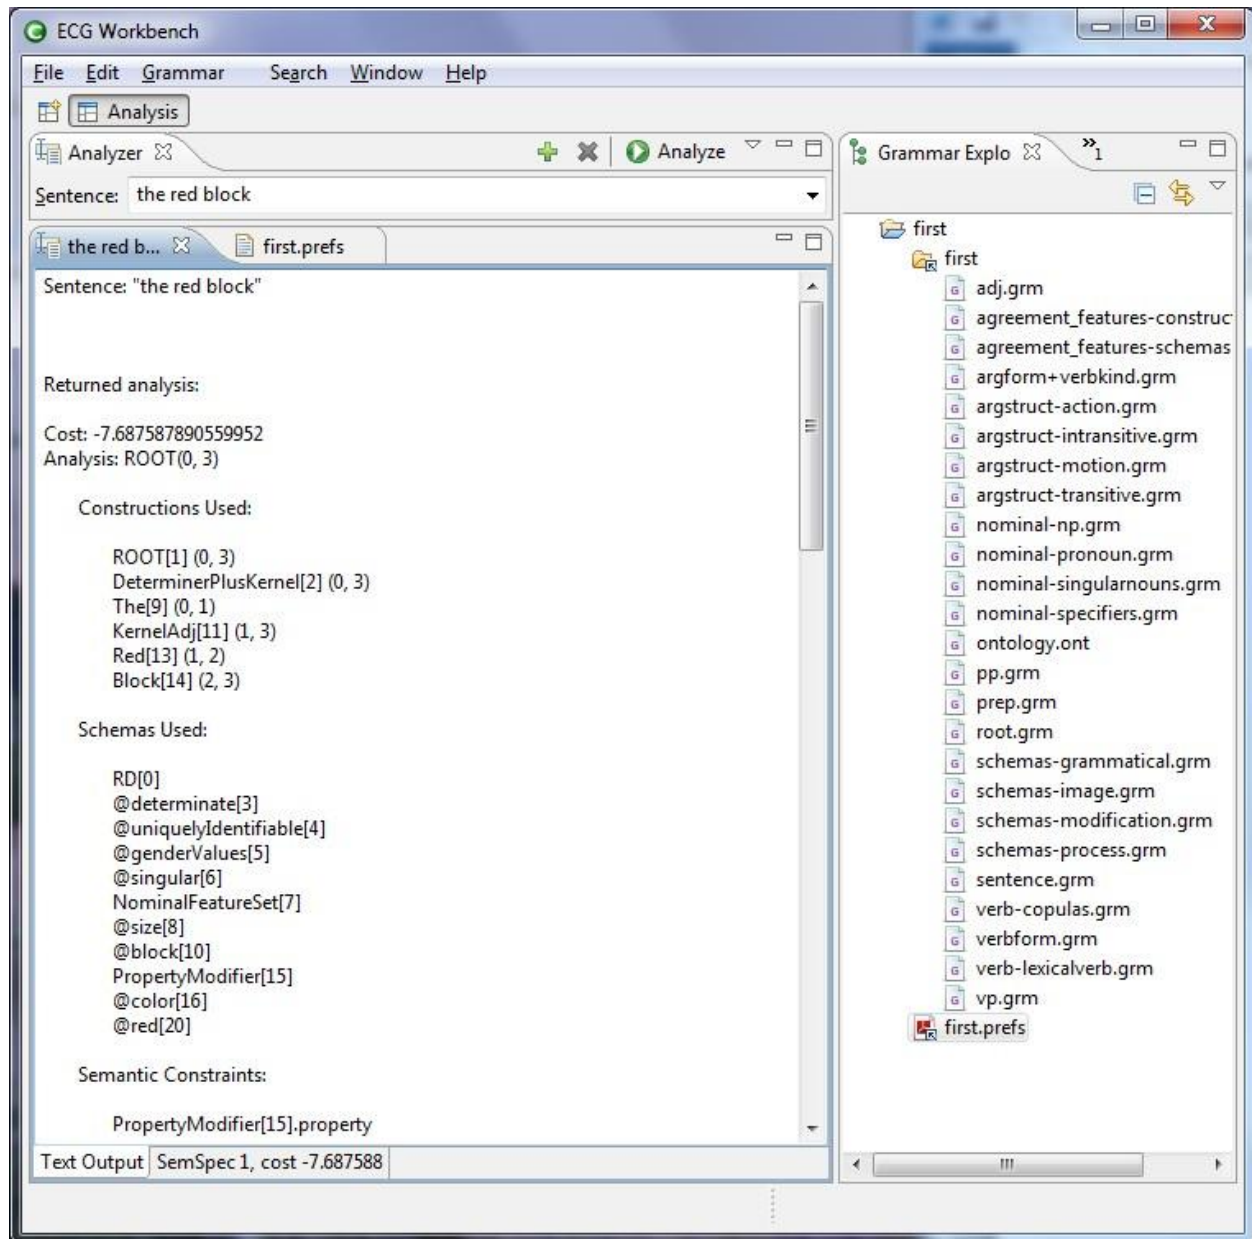 ECG Workbench
File Edit Grammar Search Window Help
Analysis
Analyzer
Analyze
Sentence: the red block
the red b...
first.prefs
Sentence: "the red block"
Returned analysis:
Cost: -7.687587890559952
Analysis: ROOT(0, 3)
Constructions Used:
ROOT[1] (0, 3)
DeterminerPlusKernel[2] (0, 3)
The[9] (0, 1)
KernelAdj[11] (1, 3)
Red[13] (1, 2)
Block[14] (2, 3)
Schemas Used:
RD[0]
@determinate[3]
@uniquelyIdentifiable[4]
@genderValues[5]
@singular[6]
NominalFeatureSet[7]
@size[8]
@block[10]
PropertyModifier[15]
@color[16]
@red[20]
Semantic Constraints:
PropertyModifier[15].property
Text Output
SemSpec 1, cost -7.687588
Grammar Explo
»1
first
first
adj.grm
agreement_features-construc
agreement_features-schemas
argform+verbkind.grm
argstruct-action.grm
argstruct-intransitive.grm
argstruct-motion.grm
argstruct-transitive.grm
nominal-np.grm
nominal-pronoun.grm
nominal-singularnouns.grm
nominal-specifiers.grm
ontology.ont
pp.grm
prep.grm
root.grm
schemas-grammatical.grm
schemas-image.grm
schemas-modification.grm
schemas-process.grm
sentence.grm
verb-copulas.grm
verbform.grm
verb-lexicalverb.grm
vp.grm
first.prefs